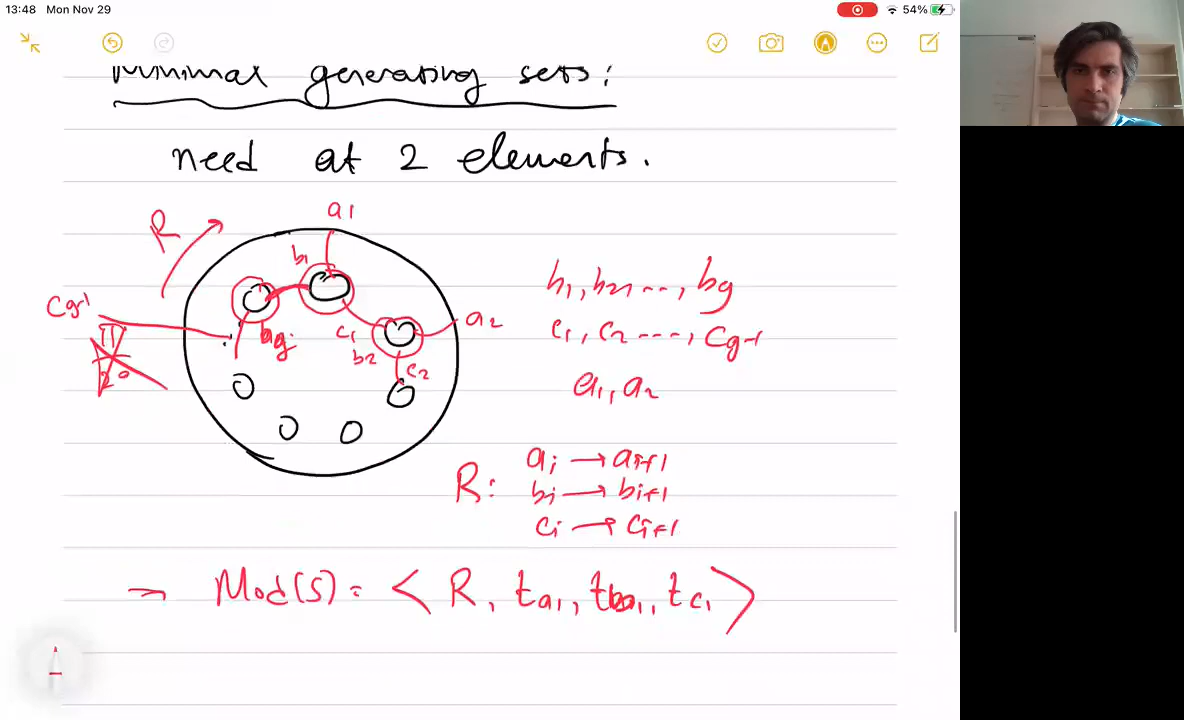 13:48 Mon Nov 29
54%
Minimal generating sets:
need at 2 elements.
R
a1
b1
Cg-1
bg
c1
b2
a2
c2
b1, b2, ..., bg
c1, c2 ..., cg-1
a1, a2
R: ai → ai+1
bi → bi+1
ci → ci+1
→ Mod(S) = < R, ta1, tb1, tc1 >